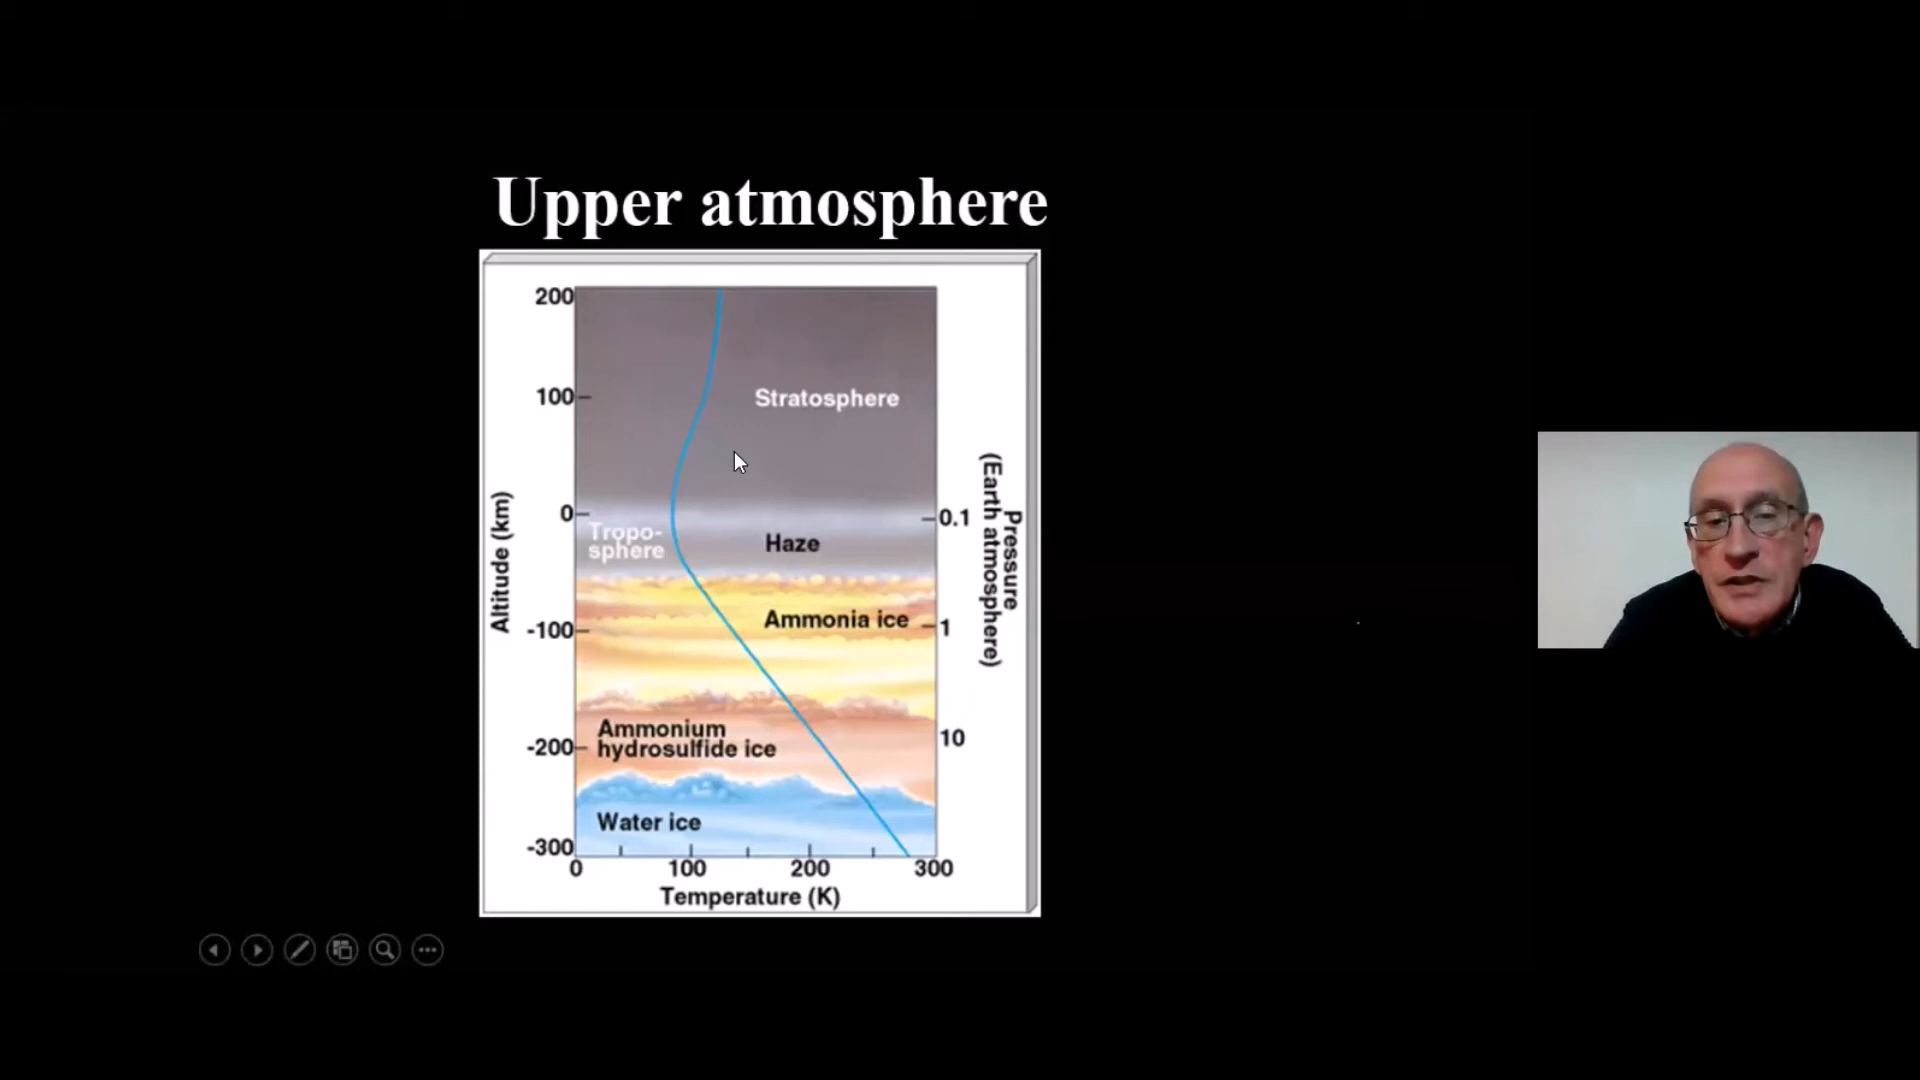 Upper atmosphere
200
100
Stratosphere
0
0.1
Tropo-
sphere
Haze
Ammonia ice
-100
1
Ammonium
hydrosulfide ice
10
-200
Water ice
-300
0
100
200
300
Temperature (K)
Altitude (km)
Pressure
(Earth atmosphere)